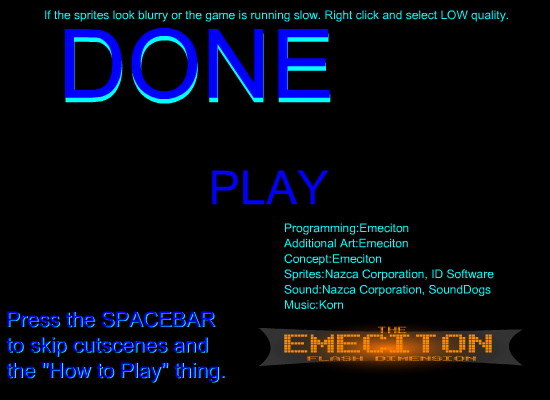 If the sprites look blurry or the game is running slow. Right click and select LOW quality.
DONE
PLAY
Programming:Emeciton
Additional Art:Emeciton
Concept:Emeciton
Sprites:Nazca Corporation, ID Software
Sound:Nazca Corporation, SoundDogs
Music:Korn
Press the SPACEBAR
to skip cutscenes and
the "How to Play" thing.
THE
EMECITON
FLASH DIMENSION